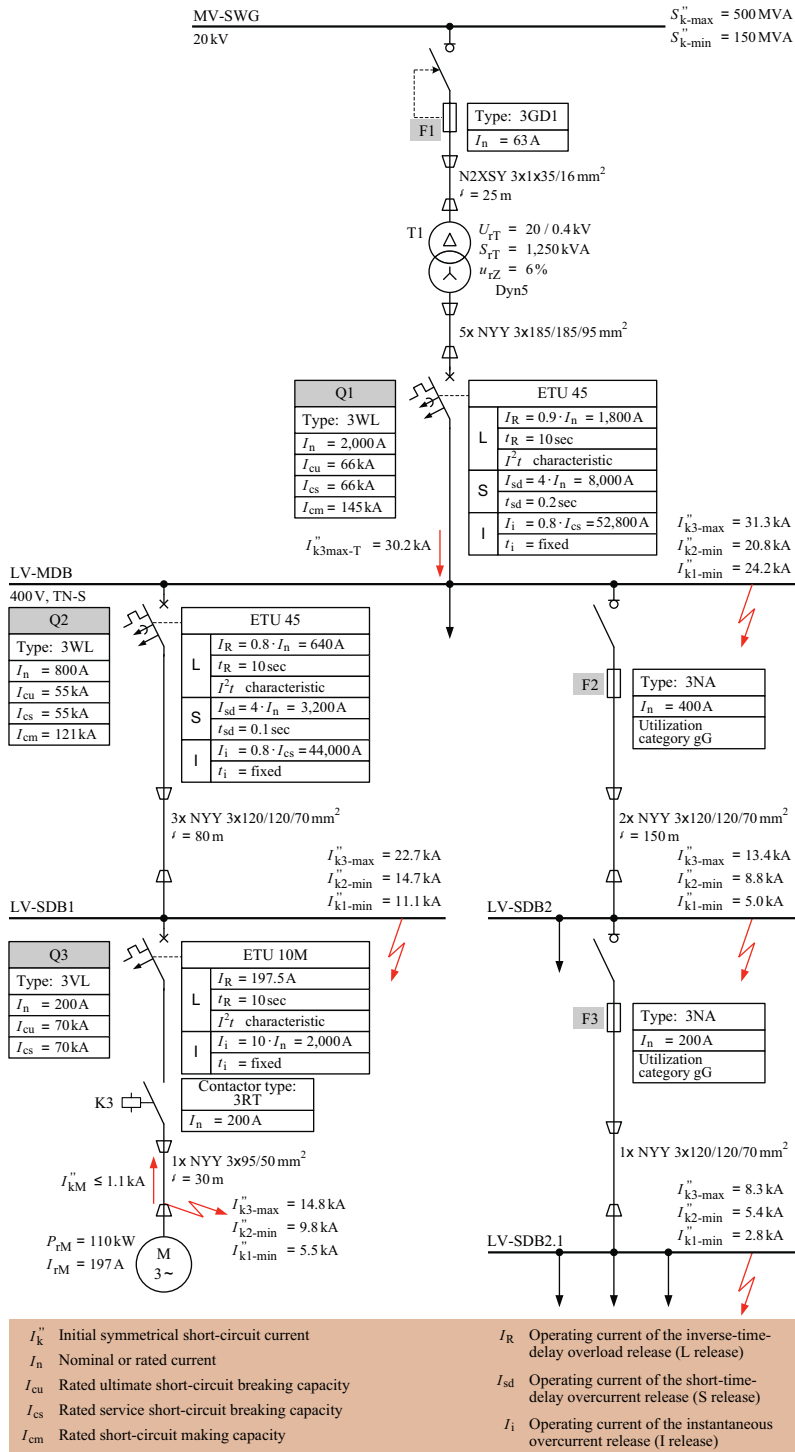 MV-SWG
20 kV
S"k-max = 500 MVA
S"k-min = 150 MVA
F1
Type: 3GD1
In = 63 A
N2XSY 3x1x35/16 mm²
ℓ = 25 m
T1
UrT = 20 / 0.4 kV
SrT = 1,250 kVA
urZ = 6 %
Dyn5
5x NYY 3x185/185/95 mm²
Q1
Type: 3WL
In = 2,000 A
Icu = 66 kA
Ics = 66 kA
Icm = 145 kA
ETU 45
L
IR = 0.9 · In = 1,800 A
tR = 10 sec
I²t characteristic
S
Isd = 4 · In = 8,000 A
tsd = 0.2 sec
I
Ii = 0.8 · Ics = 52,800 A
ti = fixed
I"k3max-T = 30.2 kA
I"k3-max = 31.3 kA
I"k2-min = 20.8 kA
I"k1-min = 24.2 kA
LV-MDB
400 V, TN-S
Q2
Type: 3WL
In = 800 A
Icu = 55 kA
Ics = 55 kA
Icm = 121 kA
ETU 45
L
IR = 0.8 · In = 640 A
tR = 10 sec
I²t characteristic
S
Isd = 4 · In = 3,200 A
tsd = 0.1 sec
I
Ii = 0.8 · Ics = 44,000 A
ti = fixed
F2
Type: 3NA
In = 400 A
Utilization
category gG
3x NYY 3x120/120/70 mm²
ℓ = 80 m
2x NYY 3x120/120/70 mm²
ℓ = 150 m
I"k3-max = 22.7 kA
I"k2-min = 14.7 kA
I"k1-min = 11.1 kA
I"k3-max = 13.4 kA
I"k2-min = 8.8 kA
I"k1-min = 5.0 kA
LV-SDB1
LV-SDB2
Q3
Type: 3VL
In = 200 A
Icu = 70 kA
Ics = 70 kA
ETU 10M
L
IR = 197.5 A
tR = 10 sec
I²t characteristic
I
Ii = 10 · In = 2,000 A
ti = fixed
F3
Type: 3NA
In = 200 A
Utilization
category gG
K3
Contactor type:
3RT
In = 200 A
1x NYY 3x95/50 mm²
ℓ = 30 m
I"kM ≤ 1.1 kA
I"k3-max = 14.8 kA
I"k2-min = 9.8 kA
I"k1-min = 5.5 kA
PrM = 110 kW
IrM = 197 A
M
3~
1x NYY 3x120/120/70 mm²
I"k3-max = 8.3 kA
I"k2-min = 5.4 kA
I"k1-min = 2.8 kA
LV-SDB2.1
I"k Initial symmetrical short-circuit current
In Nominal or rated current
Icu Rated ultimate short-circuit breaking capacity
Ics Rated service short-circuit breaking capacity
Icm Rated short-circuit making capacity
IR Operating current of the inverse-time-
delay overload release (L release)
Isd Operating current of the short-time-
delay overcurrent release (S release)
Ii Operating current of the instantaneous
overcurrent release (I release)